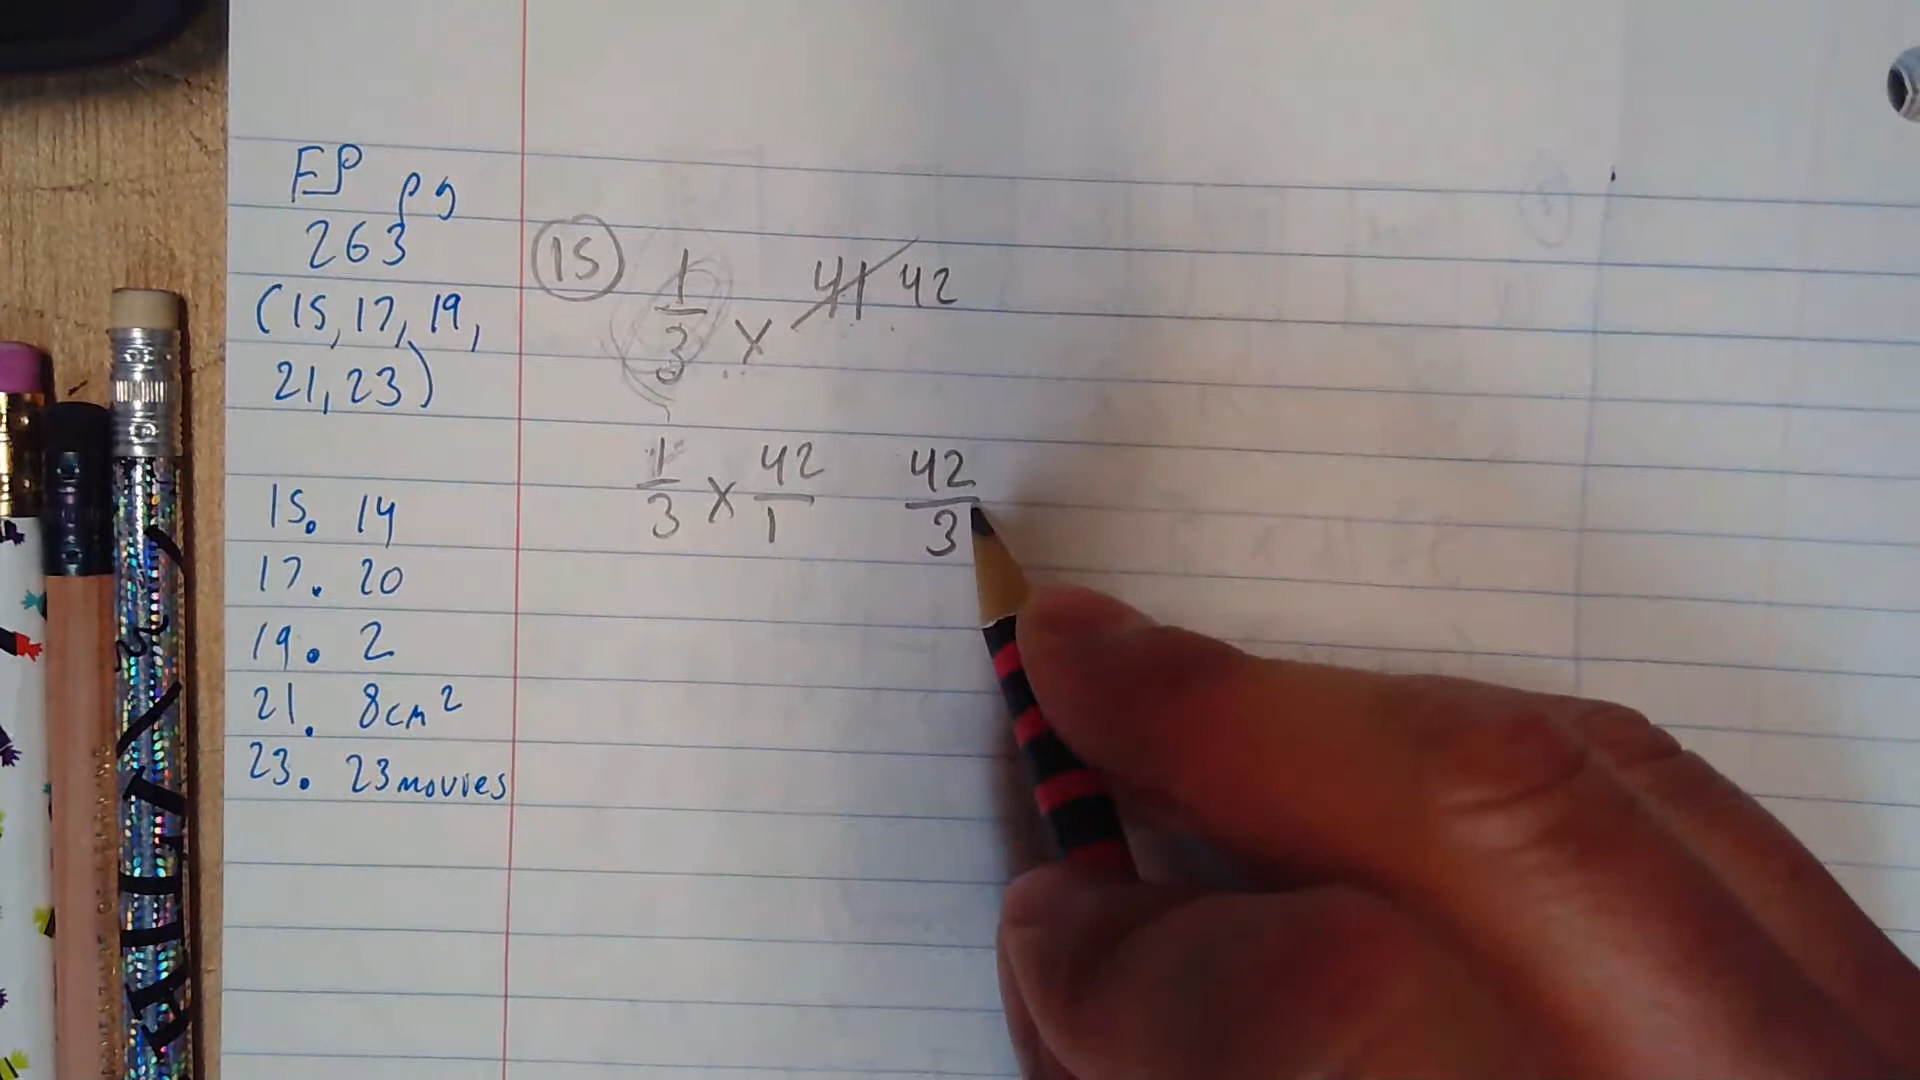 EP pg
263
(15, 17, 19,
21, 23)
15. 14
17. 20
19. 2
21. 8cm²
23. 23 movies
15 1/3 x 41 42
1/3 x 42/1 42/3